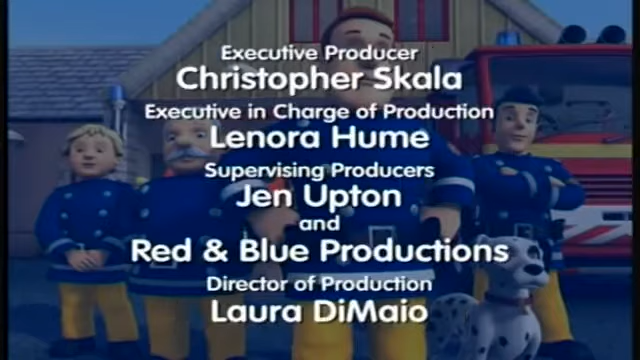 Executive Producer
Christopher Skala
Executive in Charge of Production
Lenora Hume
Supervising Producers
Jen Upton
and
Red & Blue Productions
Director of Production
Laura DiMaio